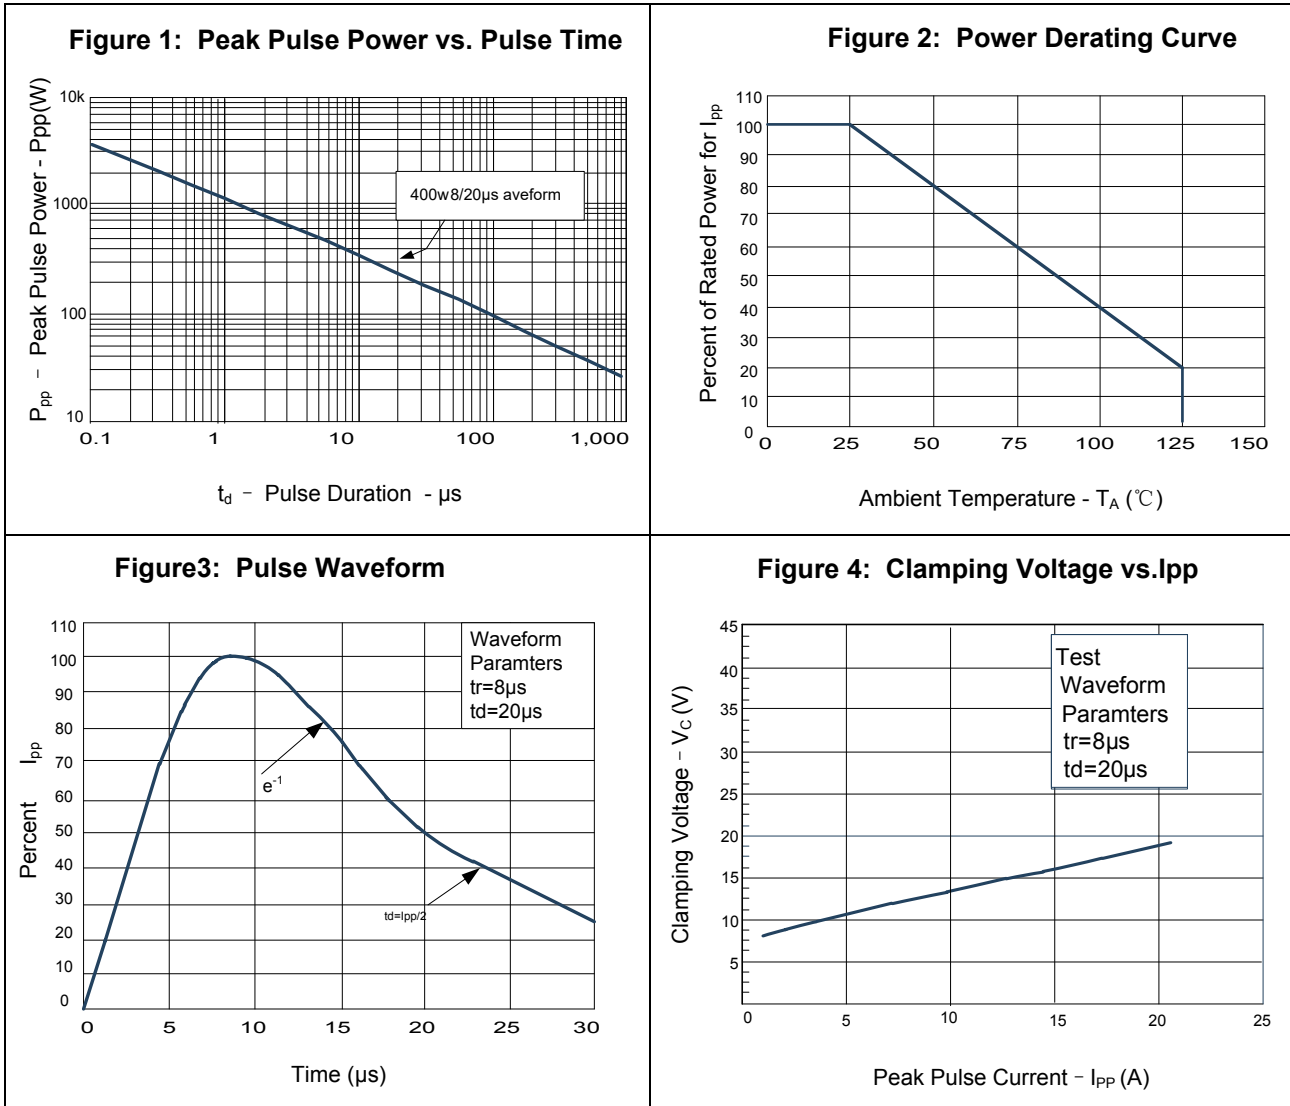 Figure 1:  Peak Pulse Power vs. Pulse Time
Ppp – Peak Pulse Power - Ppp(W)
10k
1000
100
10
400w8/20µs aveform
0.1 1 10 100 1,000
td – Pulse Duration - µs
Figure 2:  Power Derating Curve
Percent of Rated Power for Ipp
110
100
90
80
70
60
50
40
30
20
10
0
0 25 50 75 100 125 150
Ambient Temperature - TA (℃)
Figure3:  Pulse Waveform
Percent Ipp
110
100
90
80
70
60
50
40
30
20
10
0
Waveform
Paramters
tr=8µs
td=20µs
e-1
td=Ipp/2
0 5 10 15 20 25 30
Time (µs)
Figure 4:  Clamping Voltage vs.Ipp
Clamping Voltage – VC (V)
45
40
35
30
25
20
15
10
5
Test
Waveform
Paramters
tr=8µs
td=20µs
0 5 10 15 20 25
Peak Pulse Current – IPP (A)